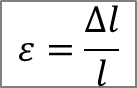 ε = Δl / l